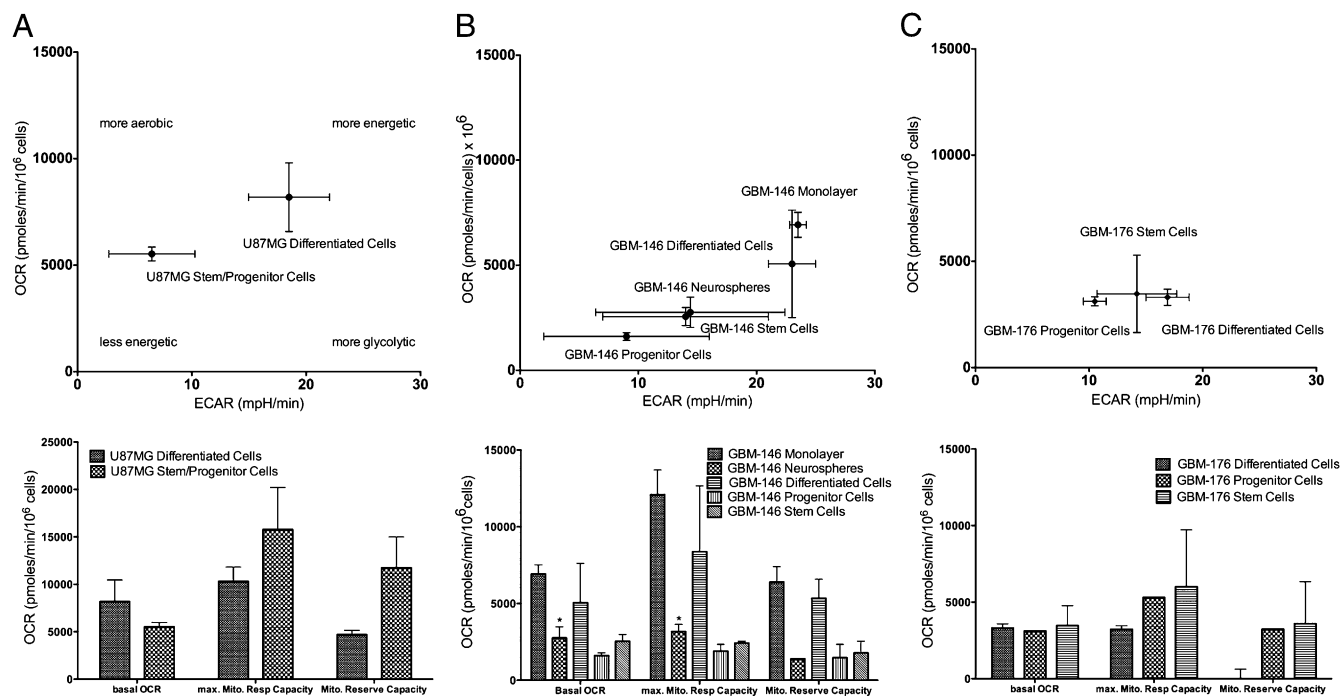 A
15000
10000
5000
0
OCR (pmoles/min/10⁶ cells)
more aerobic
more energetic
U87MG Differentiated Cells
U87MG Stem/Progenitor Cells
less energetic
more glycolytic
0
10
20
30
ECAR (mpH/min)
B
15000
10000
5000
0
OCR (pmoles/min/cells) x 10⁶
GBM-146 Monolayer
GBM-146 Differentiated Cells
GBM-146 Neurospheres
GBM-146 Stem Cells
GBM-146 Progenitor Cells
0
10
20
30
ECAR (mpH/min)
C
15000
10000
5000
0
OCR (pmoles/min/10⁶ cells)
GBM-176 Stem Cells
GBM-176 Progenitor Cells
GBM-176 Differentiated Cells
0
10
20
30
ECAR (mpH/min)
25000
20000
15000
10000
5000
0
OCR (pmoles/min/10⁶ cells)
U87MG Differentiated Cells
U87MG Stem/Progenitor Cells
basal OCR
max. Mito. Resp Capacity
Mito. Reserve Capacity
15000
10000
5000
0
OCR (pmoles/min/10⁶cells)
GBM-146 Monolayer
GBM-146 Neurospheres
GBM-146 Differentiated Cells
GBM-146 Progenitor Cells
GBM-146 Stem Cells
*
*
Basal OCR
max. Mito. Resp Capacity
Mito. Reserve Capacity
15000
10000
5000
0
OCR (pmoles/min/10⁶ cells)
GBM-176 Differentiated Cells
GBM-176 Progenitor Cells
GBM-176 Stem Cells
basal OCR
max. Mito. Resp Capacity
Mito. Reserve Capacity